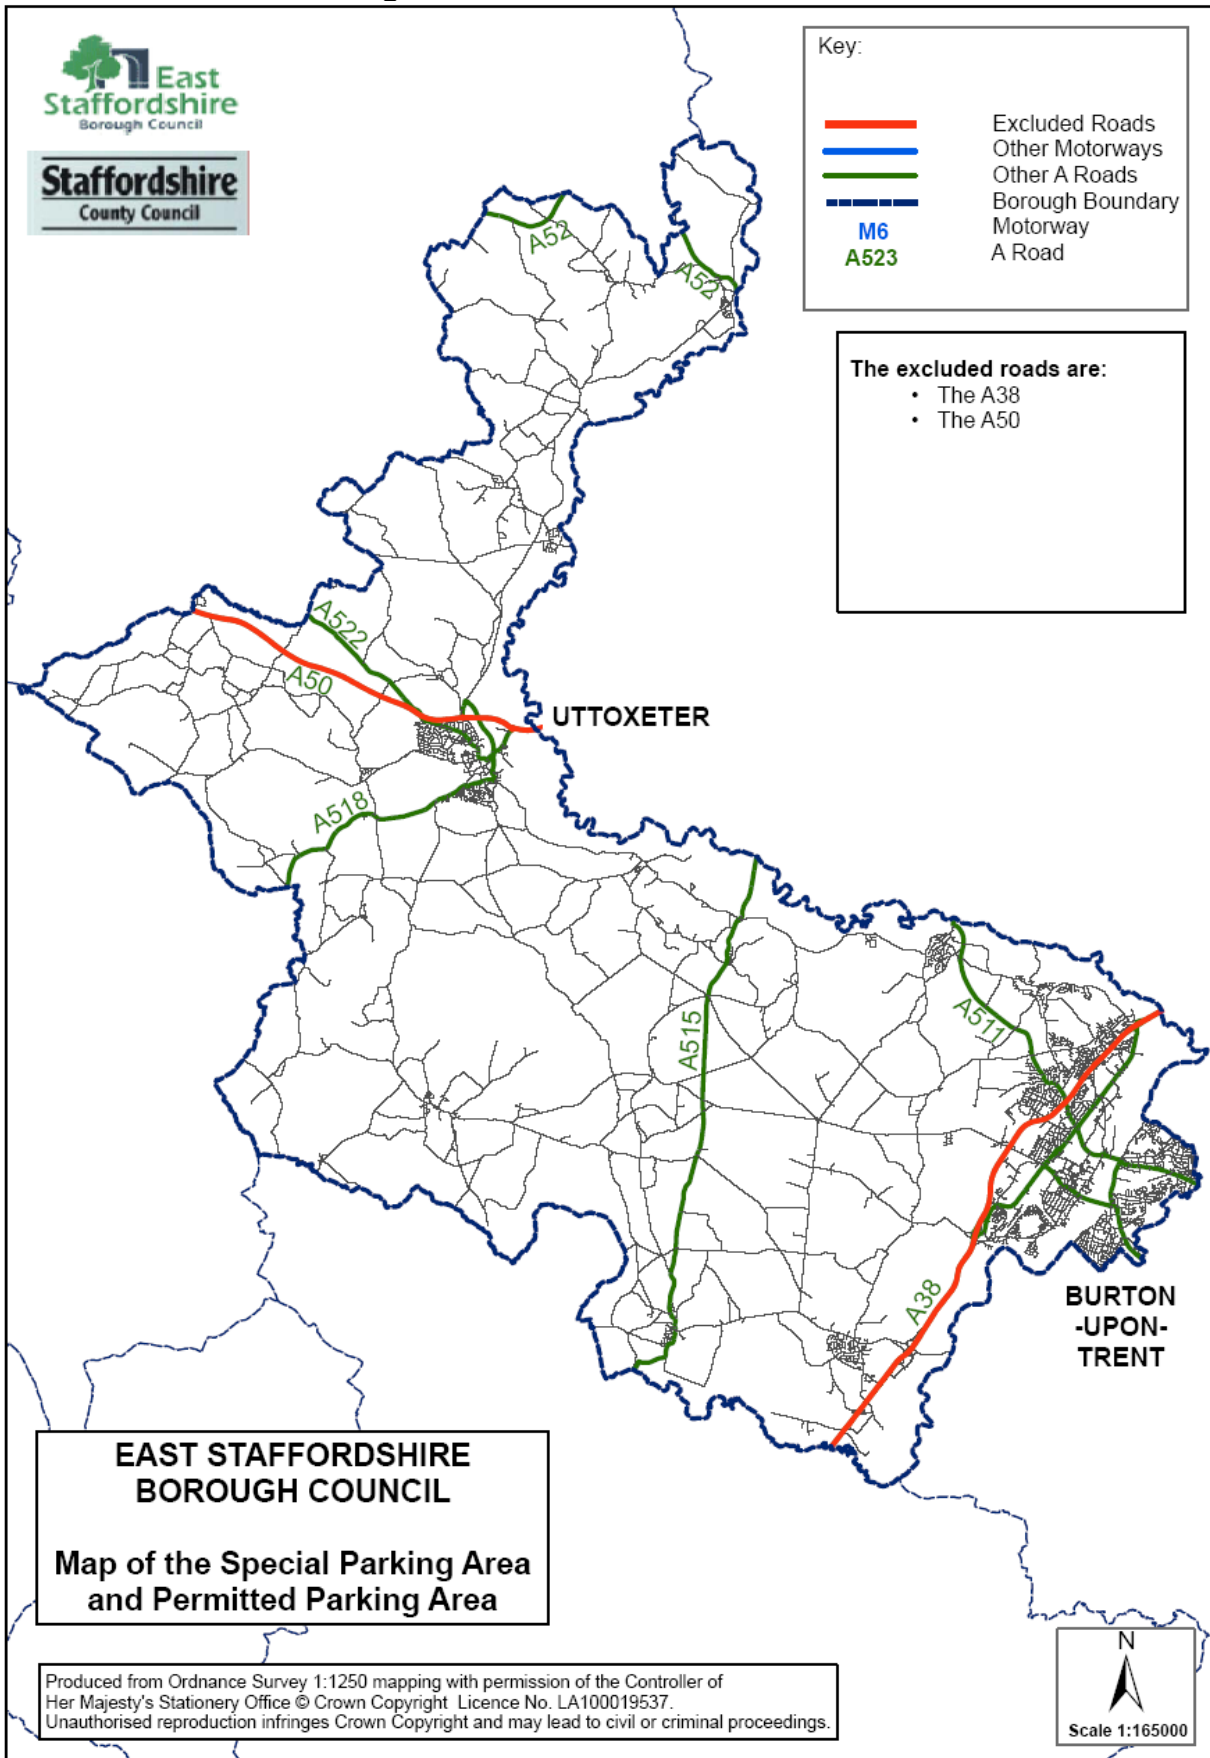 East
Staffordshire
Borough Council
Staffordshire
County Council
Key:
Excluded Roads
Other Motorways
Other A Roads
Borough Boundary
M6 Motorway
A523 A Road
The excluded roads are:
• The A38
• The A50
A52
A52
A522
A50
UTTOXETER
A518
A515
A511
A38
BURTON
-UPON-
TRENT
EAST STAFFORDSHIRE
BOROUGH COUNCIL
Map of the Special Parking Area
and Permitted Parking Area
Produced from Ordnance Survey 1:1250 mapping with permission of the Controller of
Her Majesty's Stationery Office © Crown Copyright Licence No. LA100019537.
Unauthorised reproduction infringes Crown Copyright and may lead to civil or criminal proceedings.
N
Scale 1:165000